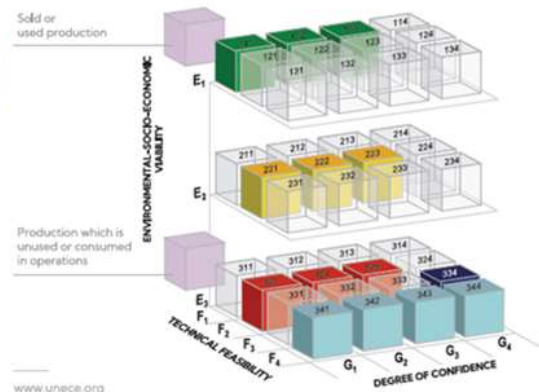 Sold or
used production
ENVIRONMENTAL-SOCIO-ECONOMIC
VIABILITY
E1
114
124
134
123
133
122
132
121
131
E2
214
224
234
213
223
233
212
222
232
211
221
231
Production which is
unused or consumed
in operations
E3
314
324
334
344
313
333
343
312
332
342
311
331
341
F1
F2
F3
F4
TECHNICAL FEASIBILITY
G1
G2
G3
G4
DEGREE OF CONFIDENCE
www.unece.org